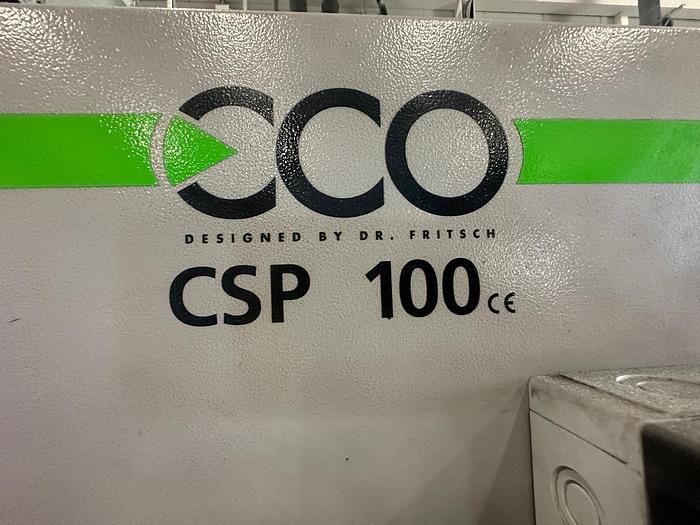 ECO
DESIGNED BY DR. FRITSCH
CSP 100 CE